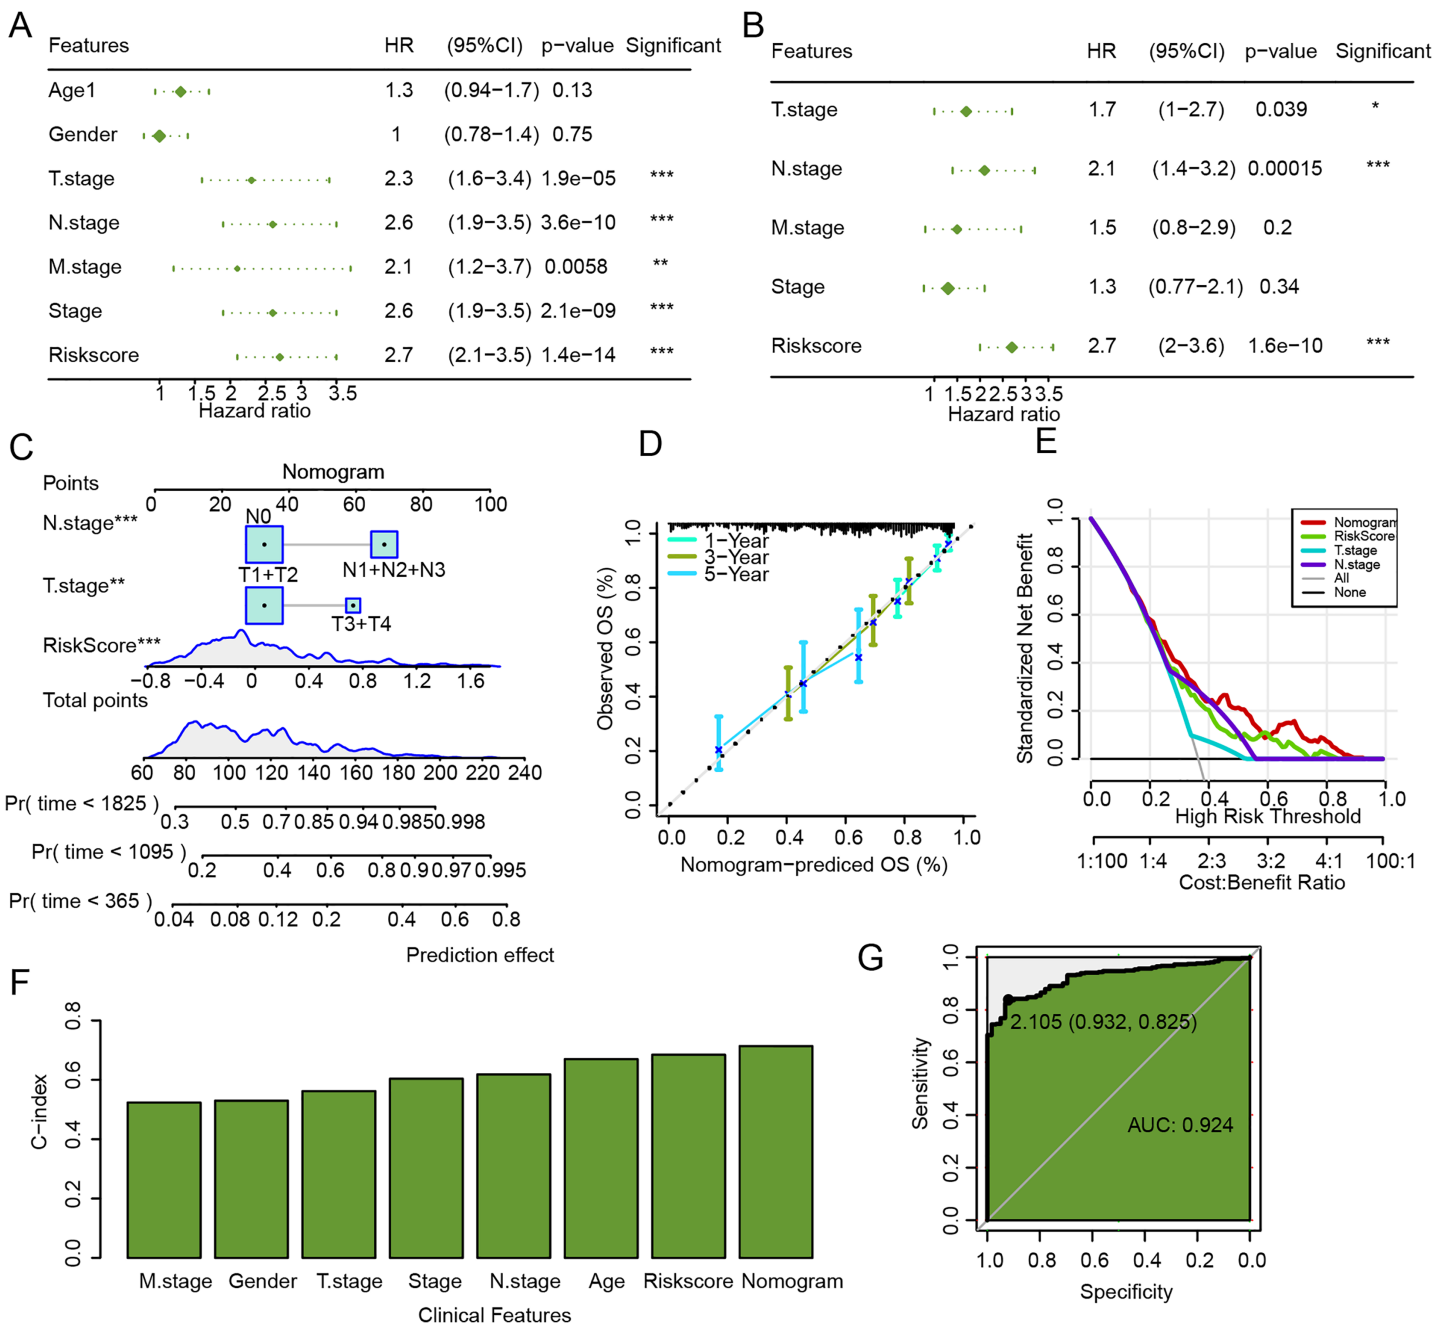 A
Features HR (95%CI) p−value Significant
Age1 1.3 (0.94−1.7) 0.13
Gender 1 (0.78−1.4) 0.75
T.stage 2.3 (1.6−3.4) 1.9e−05 ***
N.stage 2.6 (1.9−3.5) 3.6e−10 ***
M.stage 2.1 (1.2−3.7) 0.0058 **
Stage 2.6 (1.9−3.5) 2.1e−09 ***
Riskscore 2.7 (2.1−3.5) 1.4e−14 ***
1 1.5 2 2.5 3 3.5
Hazard ratio
B
Features HR (95%CI) p−value Significant
T.stage 1.7 (1−2.7) 0.039 *
N.stage 2.1 (1.4−3.2) 0.00015 ***
M.stage 1.5 (0.8−2.9) 0.2
Stage 1.3 (0.77−2.1) 0.34
Riskscore 2.7 (2−3.6) 1.6e−10 ***
1 1.5 2 2.5 3 3.5
Hazard ratio
C
Nomogram
Points
0 20 40 60 80 100
N.stage***
N0
N1+N2+N3
T.stage**
T1+T2
T3+T4
RiskScore***
−0.8 −0.4 0 0.4 0.8 1.2 1.6
Total points
60 80 100 120 140 160 180 200 220 240
Pr( time < 1825 )
0.3 0.5 0.7 0.85 0.94 0.985 0.998
Pr( time < 1095 )
0.2 0.4 0.6 0.8 0.9 0.97 0.995
Pr( time < 365 )
0.04 0.08 0.12 0.2 0.4 0.6 0.8
Prediction effect
D
1−Year
3−Year
5−Year
Observed OS (%)
0.0 0.2 0.4 0.6 0.8 1.0
0.0 0.2 0.4 0.6 0.8 1.0
Nomogram−prediced OS (%)
E
Nomogram
RiskScore
T.stage
N.stage
All
None
Standardized Net Benefit
0.0 0.2 0.4 0.6 0.8 1.0
0.0 0.2 0.4 0.6 0.8 1.0
High Risk Threshold
1:100 1:4 2:3 3:2 4:1 100:1
Cost:Benefit Ratio
F
C−index
0.0 0.2 0.4 0.6 0.8
M.stage Gender T.stage Stage N.stage Age Riskscore Nomogram
Clinical Features
G
Sensitivity
0.0 0.2 0.4 0.6 0.8 1.0
2.105 (0.932, 0.825)
AUC: 0.924
1.0 0.8 0.6 0.4 0.2 0.0
Specificity